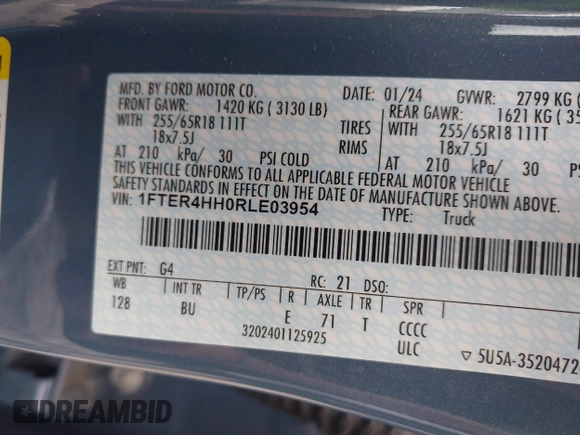 MFD. BY FORD MOTOR CO. DATE: 01/24 GVWR: 2799 KG (
FRONT GAWR: 1420 KG (3130 LB) REAR GAWR: 1621 KG (35
WITH 255/65R18 111T TIRES WITH 255/65R18 111T
18x7.5J RIMS 18x7.5J
AT 210 kPa/ 30 PSI COLD AT 210 kPa/ 30 PS
THIS VEHICLE CONFORMS TO ALL APPLICABLE FEDERAL MOTOR VEHICLE
SAFETY STANDARDS IN EFFECT ON THE DATE OF MANUFACTURE SHOWN ABOVE.
VIN: 1FTER4HH0RLE03954 TYPE: Truck
EXT PNT: G4 RC: 21 DSO:
WB INT TR TP/PS R AXLE TR SPR
128 BU E 71 T CCCC
3202401125925 ULC ▽ 5U5A-3520472-
DREAMBID